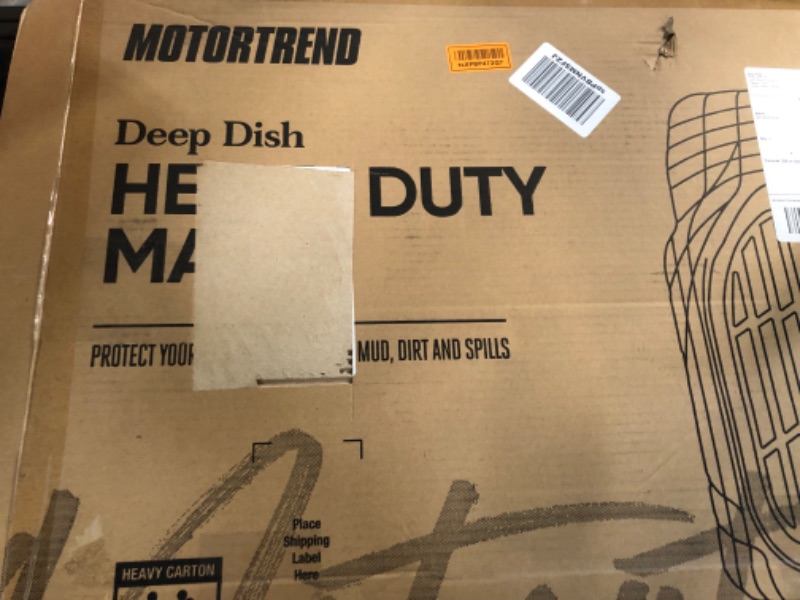 MOTORTREND
Deep Dish
HE DUTY
MA
PROTECT YOUR MUD, DIRT AND SPILLS
Place
Shipping
Label
Here
HEAVY CARTON